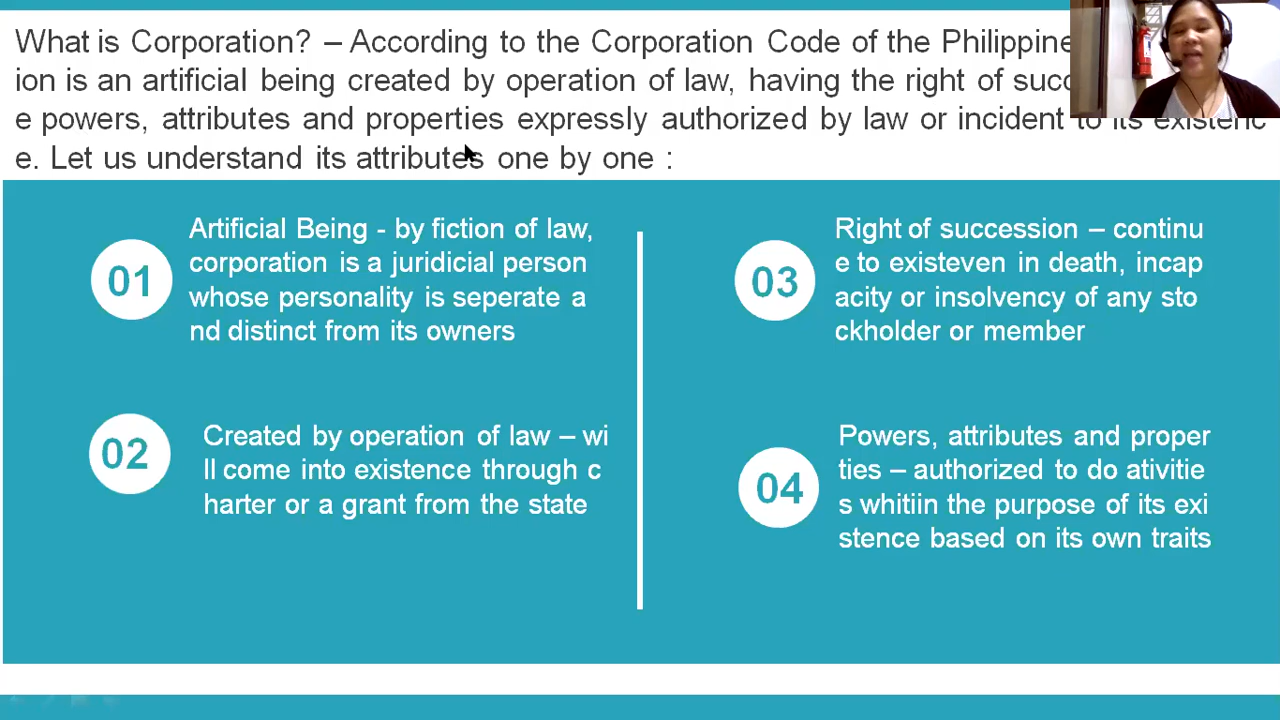 What is Corporation? – According to the Corporation Code of the Philippine
ion is an artificial being created by operation of law, having the right of succ
e powers, attributes and properties expressly authorized by law or incident to its existenc
e. Let us understand its attributes one by one :
01
Artificial Being - by fiction of law,
corporation is a juridicial person
whose personality is seperate a
nd distinct from its owners
02
Created by operation of law – wi
ll come into existence through c
harter or a grant from the state
03
Right of succession – continu
e to existeven in death, incap
acity or insolvency of any sto
ckholder or member
04
Powers, attributes and proper
ties – authorized to do ativitie
s whitiin the purpose of its exi
stence based on its own traits